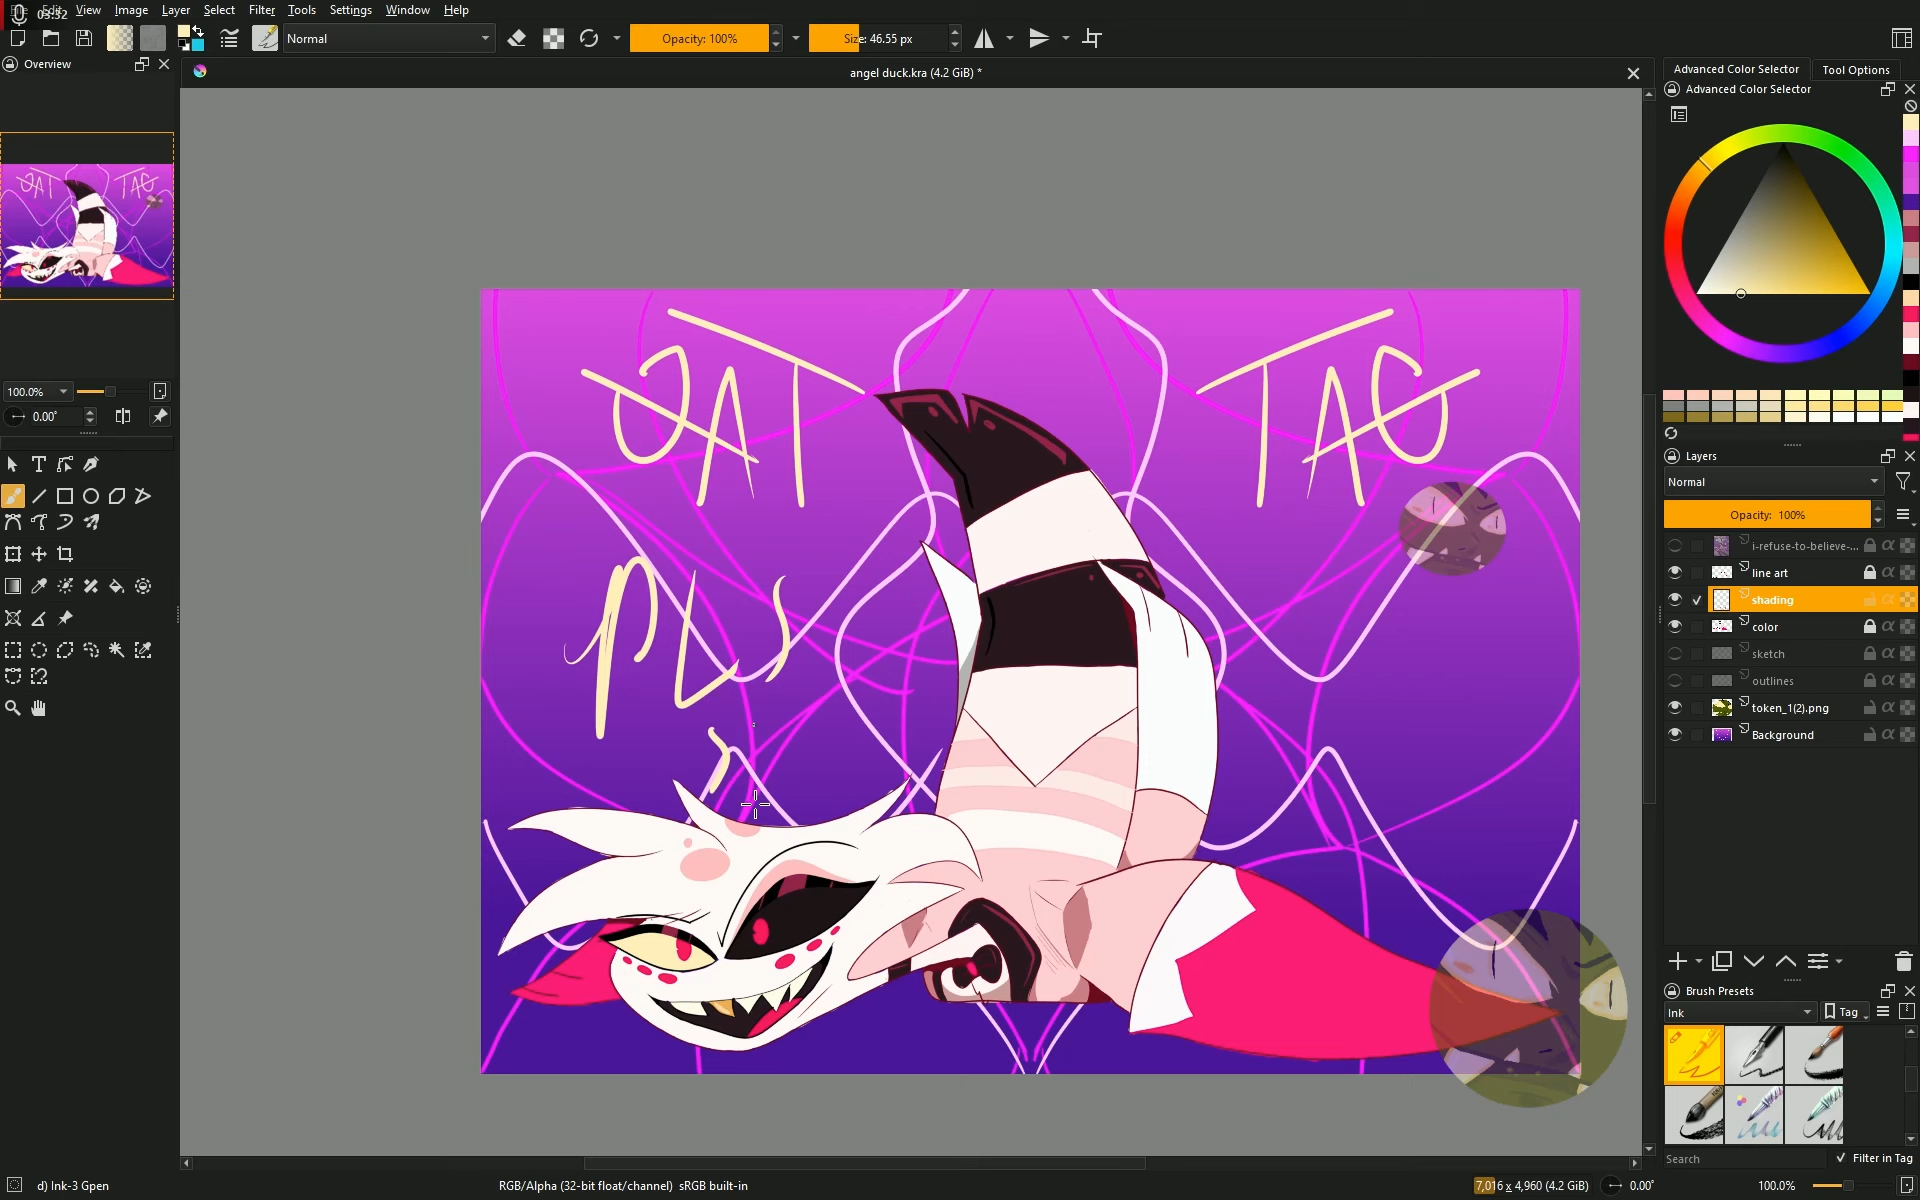 03:32
File Edit View Image Layer Select Filter Tools Settings Window Help
Normal
Opacity: 100%
Size: 46.55 px
Overview
angel duck.kra (4.2 GiB) *
Advanced Color Selector
Tool Options
Advanced Color Selector
100.0%
0.00°
TAG
PLS
Layers
Normal
Opacity: 100%
i-refuse-to-believe-...
line art
shading
color
sketch
outlines
token_1(2).png
Background
Brush Presets
Ink
Tag
Search
Filter in Tag
d) Ink-3 Gpen
RGB/Alpha (32-bit float/channel) sRGB built-in
7,016 x 4,960 (4.2 GiB)
0.00°
100.0%